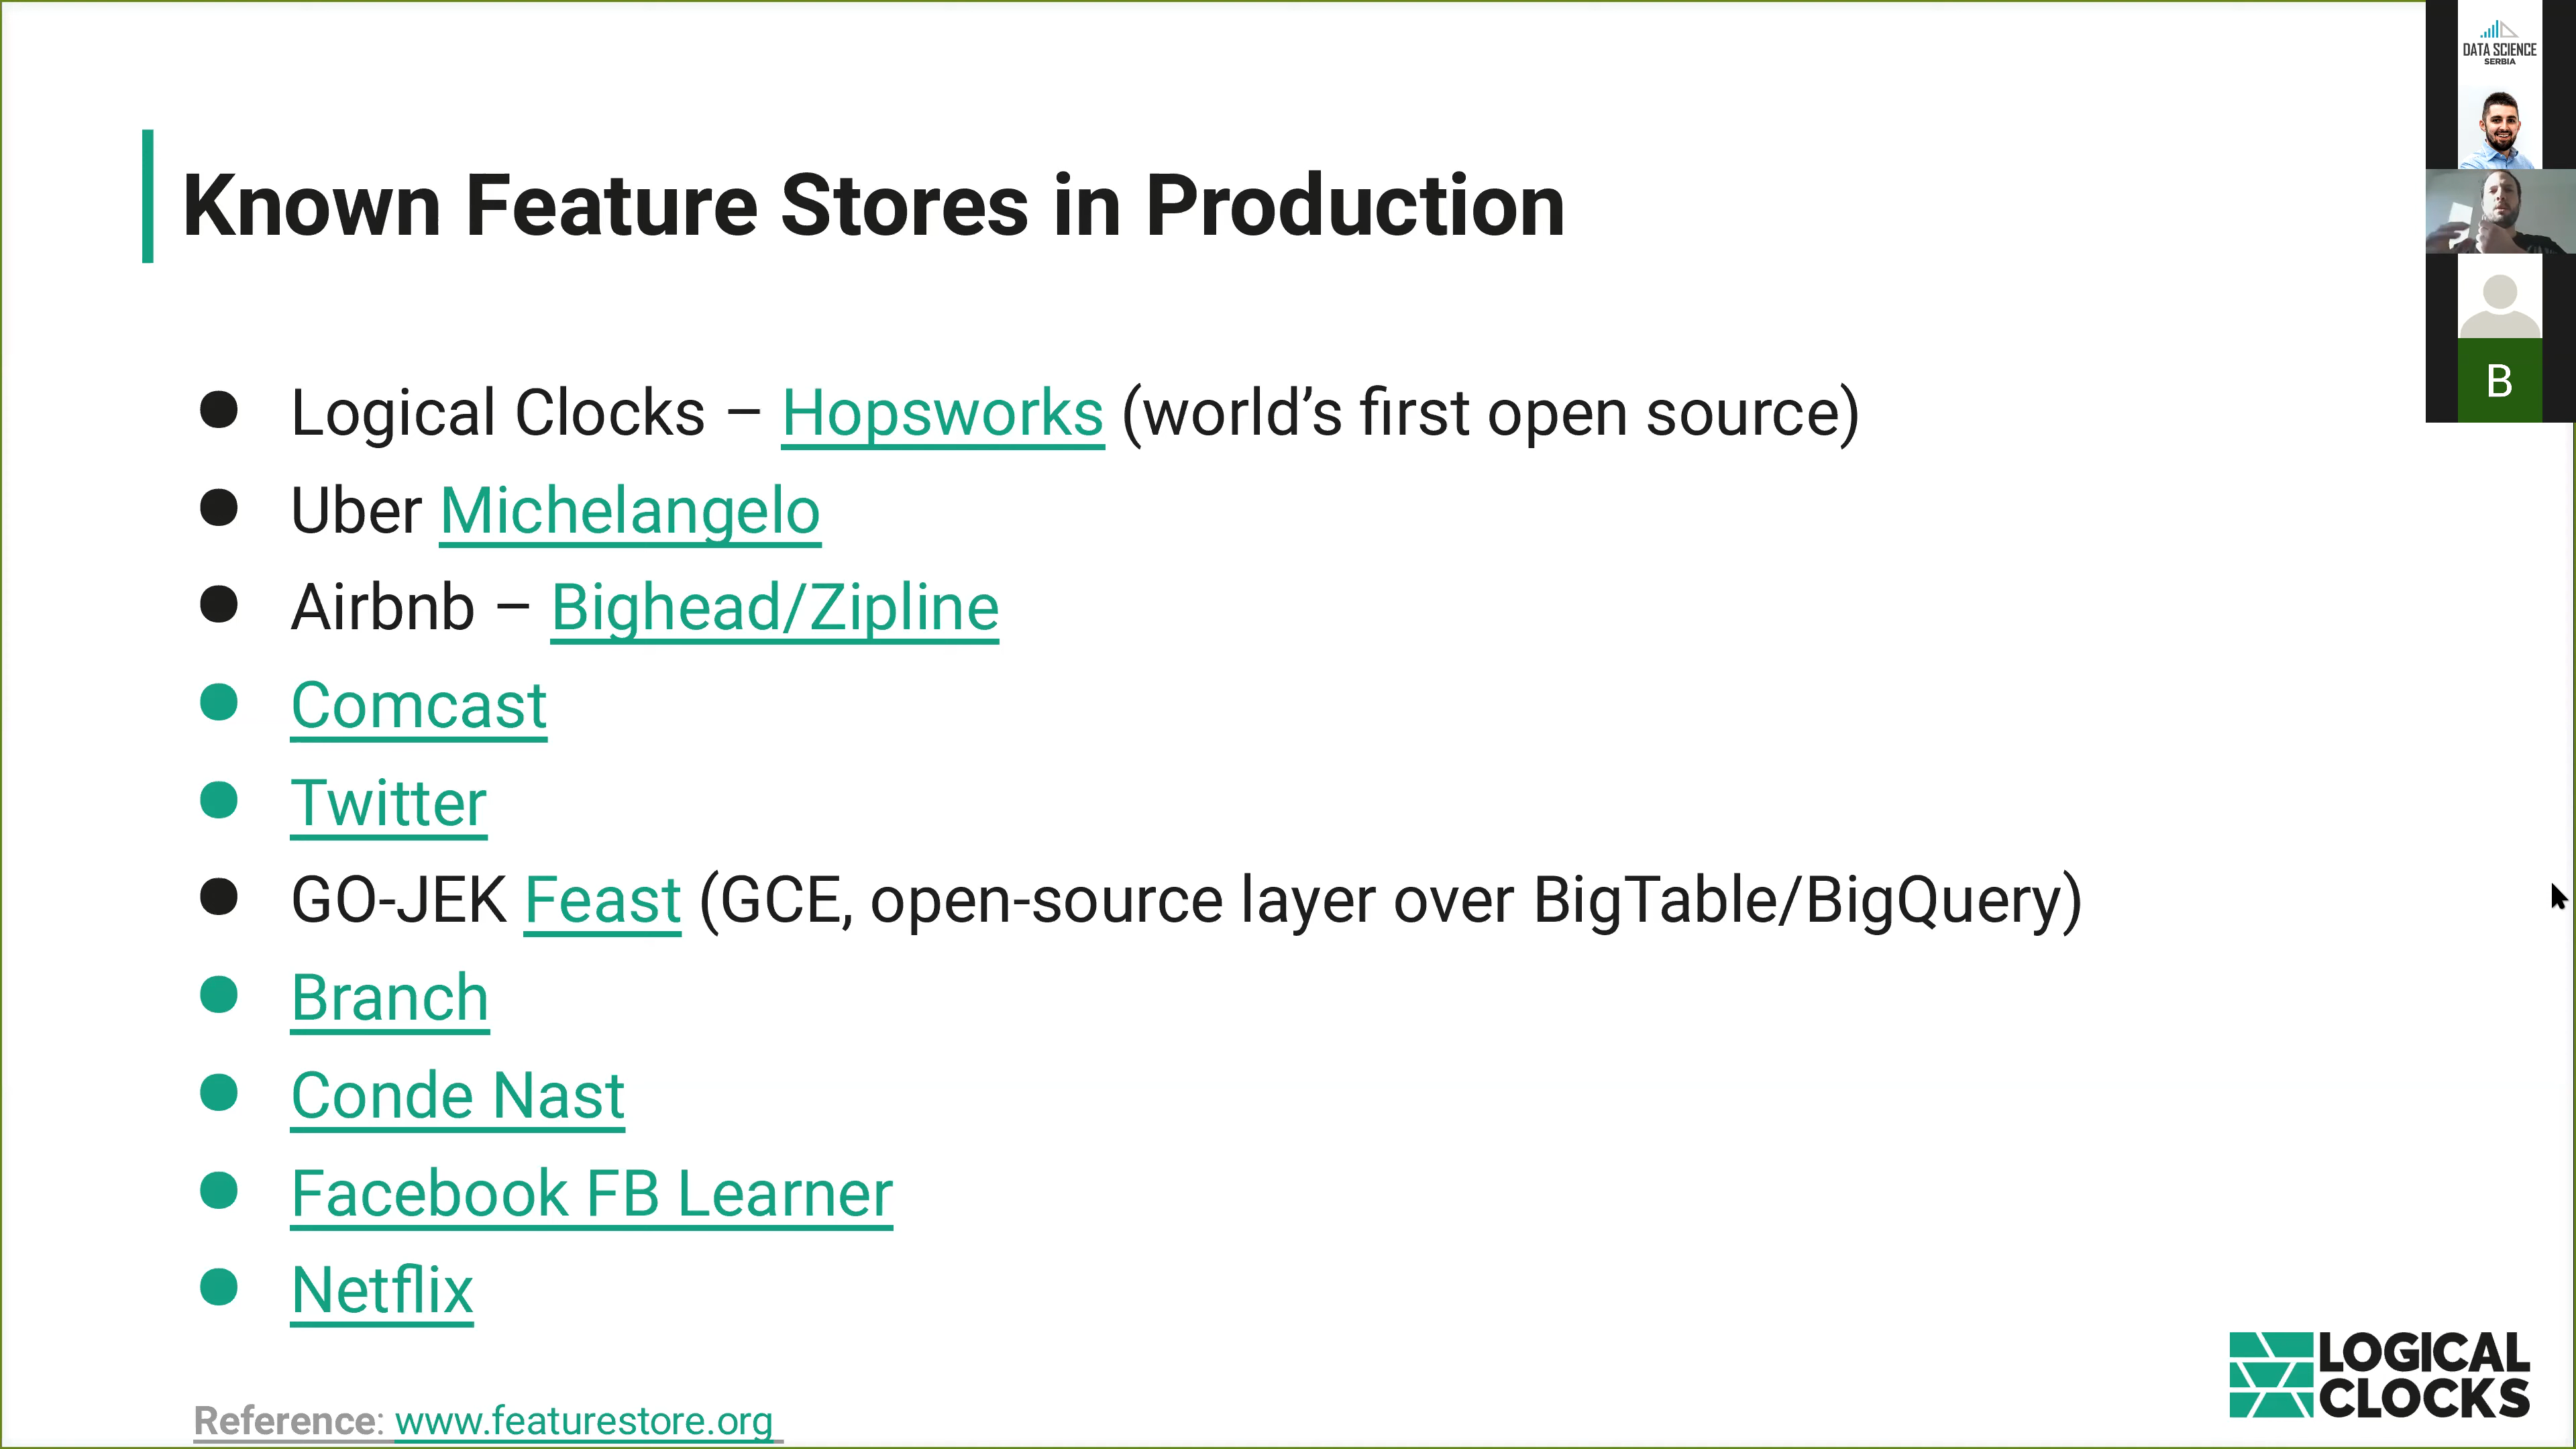 Known Feature Stores in Production
Logical Clocks – Hopsworks (world’s first open source)
Uber Michelangelo
Airbnb – Bighead/Zipline
Comcast
Twitter
GO-JEK Feast (GCE, open-source layer over BigTable/BigQuery)
Branch
Conde Nast
Facebook FB Learner
Netflix
Reference: www.featurestore.org
LOGICAL
CLOCKS
DATA SCIENCE
SERBIA
B